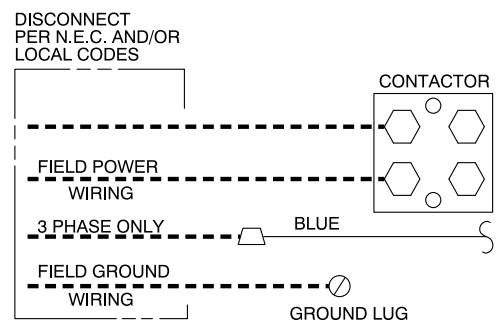 DISCONNECT
PER N.E.C. AND/OR
LOCAL CODES
CONTACTOR
FIELD POWER
WIRING
3 PHASE ONLY
BLUE
FIELD GROUND
WIRING
GROUND LUG